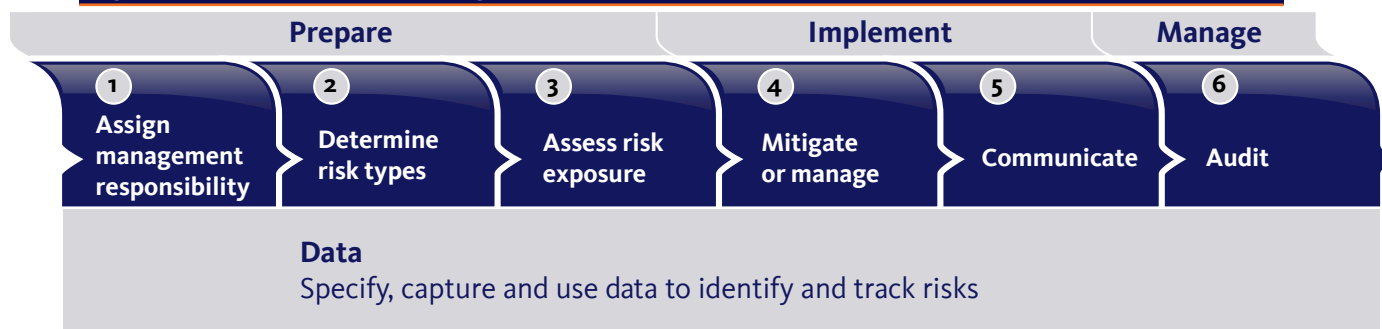 Prepare
Implement
Manage
1
Assign
management
responsibility
2
Determine
risk types
3
Assess risk
exposure
4
Mitigate
or manage
5
Communicate
6
Audit
Data
Specify, capture and use data to identify and track risks